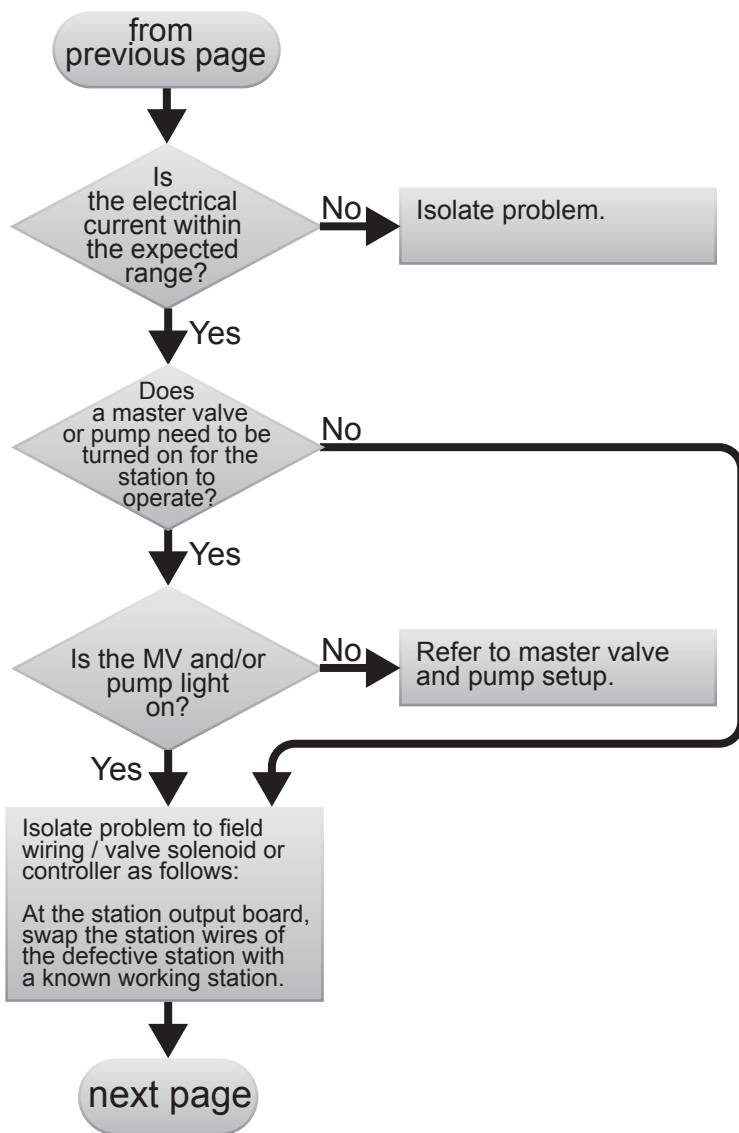 from
previous page
Is
the electrical
current within
the expected
range?
No
Isolate problem.
Yes
Does
a master valve
or pump need to be
turned on for the
station to
operate?
No
Yes
Is the MV and/or
pump light
on?
No
Refer to master valve
and pump setup.
Yes
Isolate problem to field
wiring / valve solenoid or
controller as follows:
At the station output board,
swap the station wires of
the defective station with
a known working station.
next page